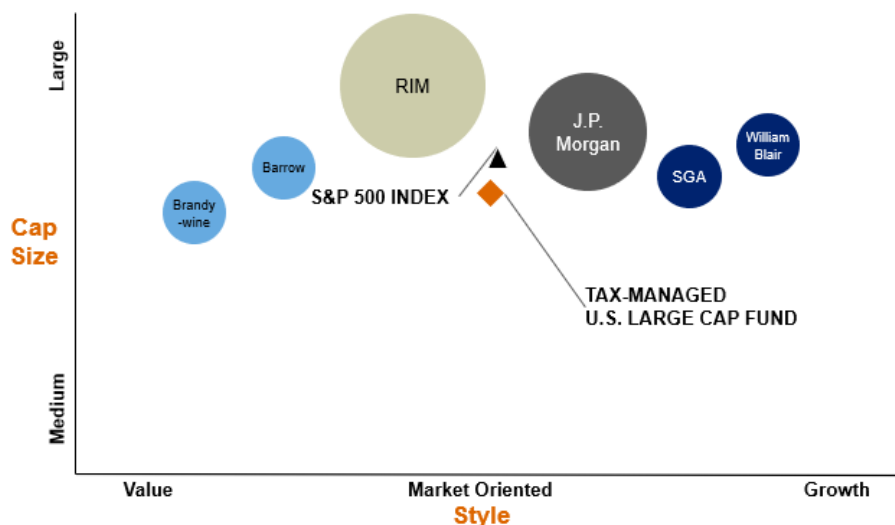 Large
RIM
J.P.
Morgan
William
Blair
Barrow
SGA
S&P 500 INDEX
Brandy
-wine
Cap
Size
TAX-MANAGED
U.S. LARGE CAP FUND
Medium
Value
Market Oriented
Growth
Style